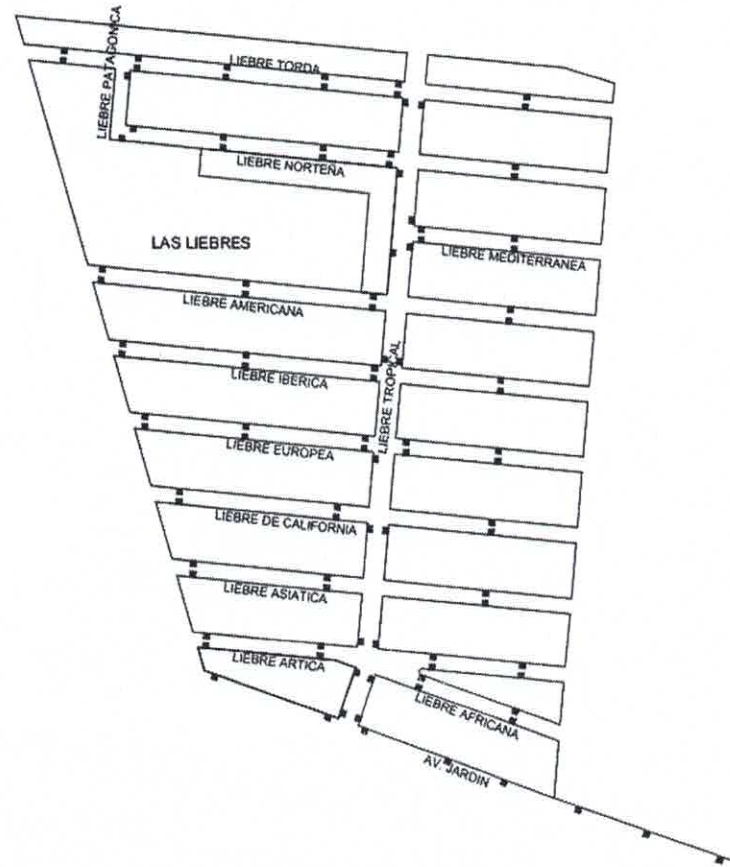 LIEBRE PATAGONICA
LIEBRE TORDA
LIEBRE NORTEÑA
LAS LIEBRES
LIEBRE MEDITERRANEA
LIEBRE AMERICANA
LIEBRE TROPICAL
LIEBRE IBERICA
LIEBRE EUROPEA
LIEBRE DE CALIFORNIA
LIEBRE ASIATICA
LIEBRE ARTICA
LIEBRE AFRICANA
AV. JARDIN